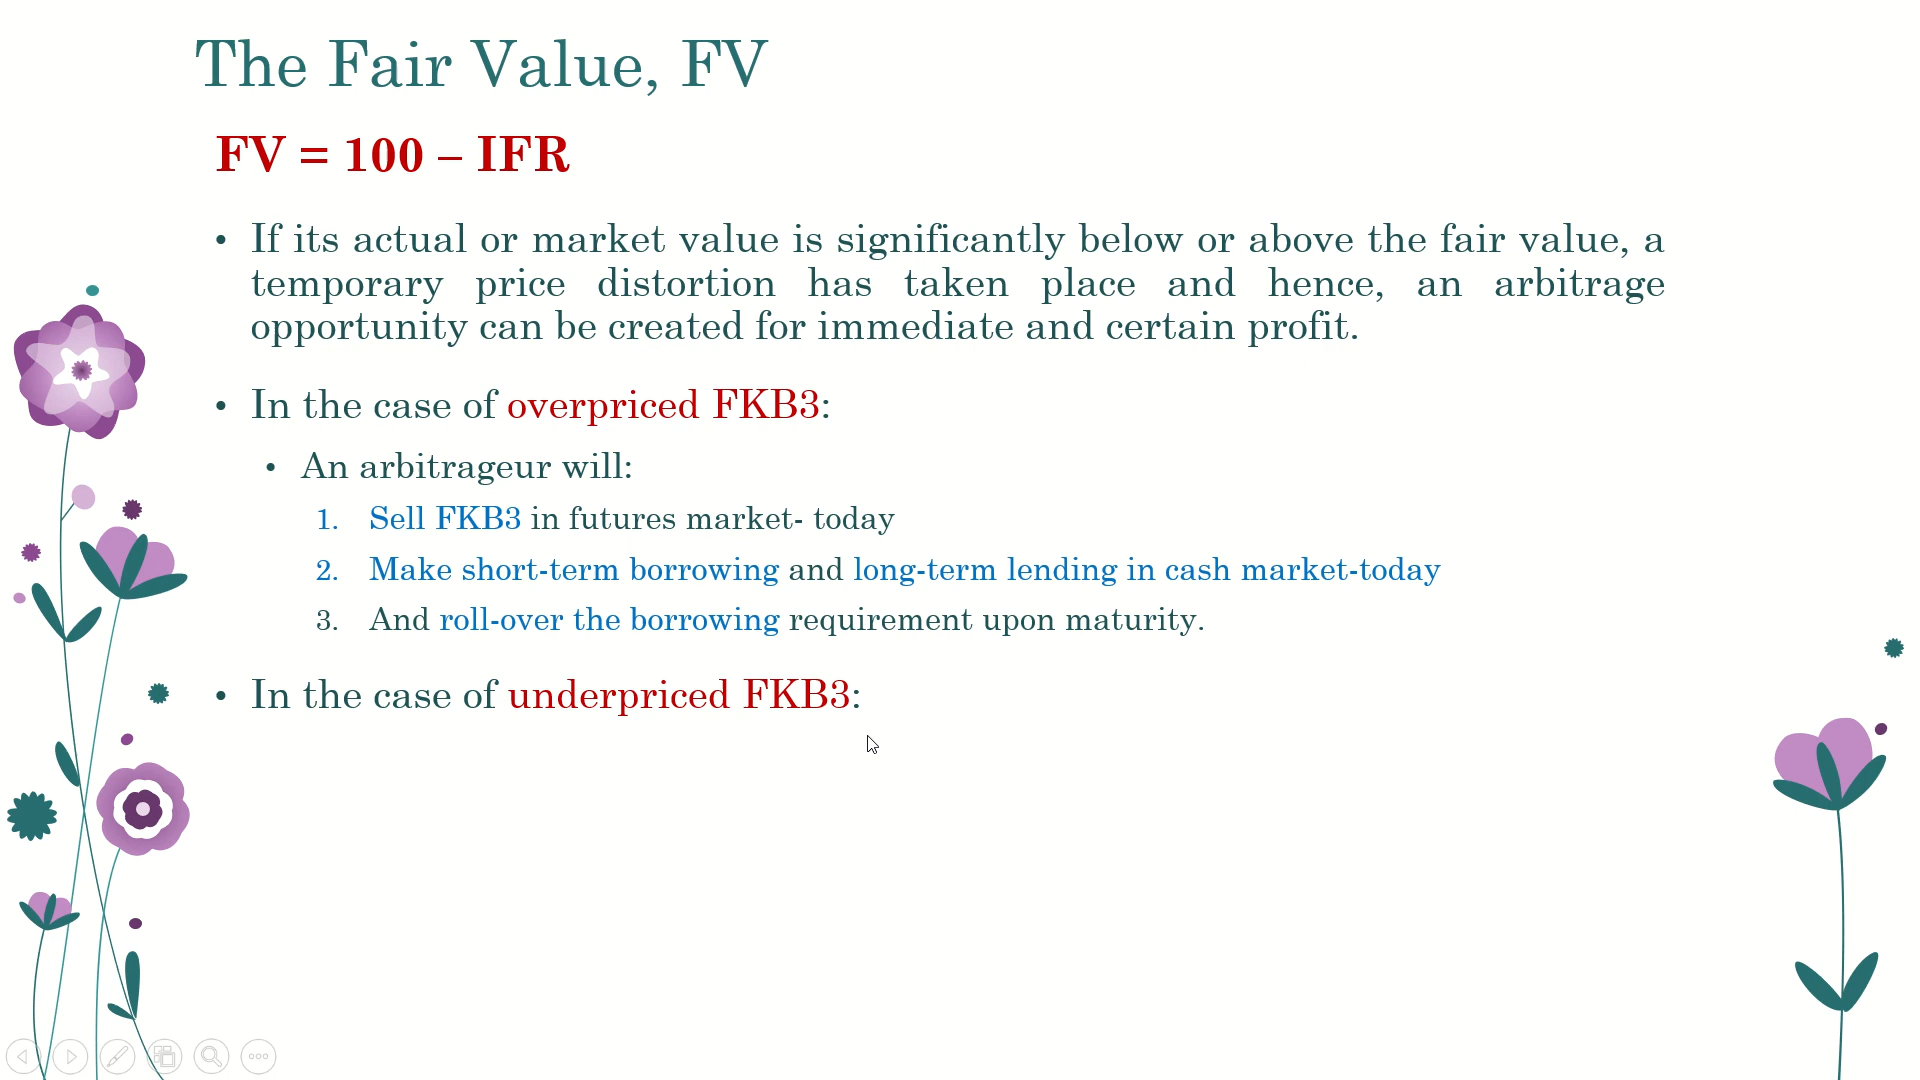 The Fair Value, FV
FV = 100 – IFR
• If its actual or market value is significantly below or above the fair value, a
temporary price distortion has taken place and hence, an arbitrage
opportunity can be created for immediate and certain profit.
• In the case of overpriced FKB3:
• An arbitrageur will:
1. Sell FKB3 in futures market- today
2. Make short-term borrowing and long-term lending in cash market-today
3. And roll-over the borrowing requirement upon maturity.
• In the case of underpriced FKB3: